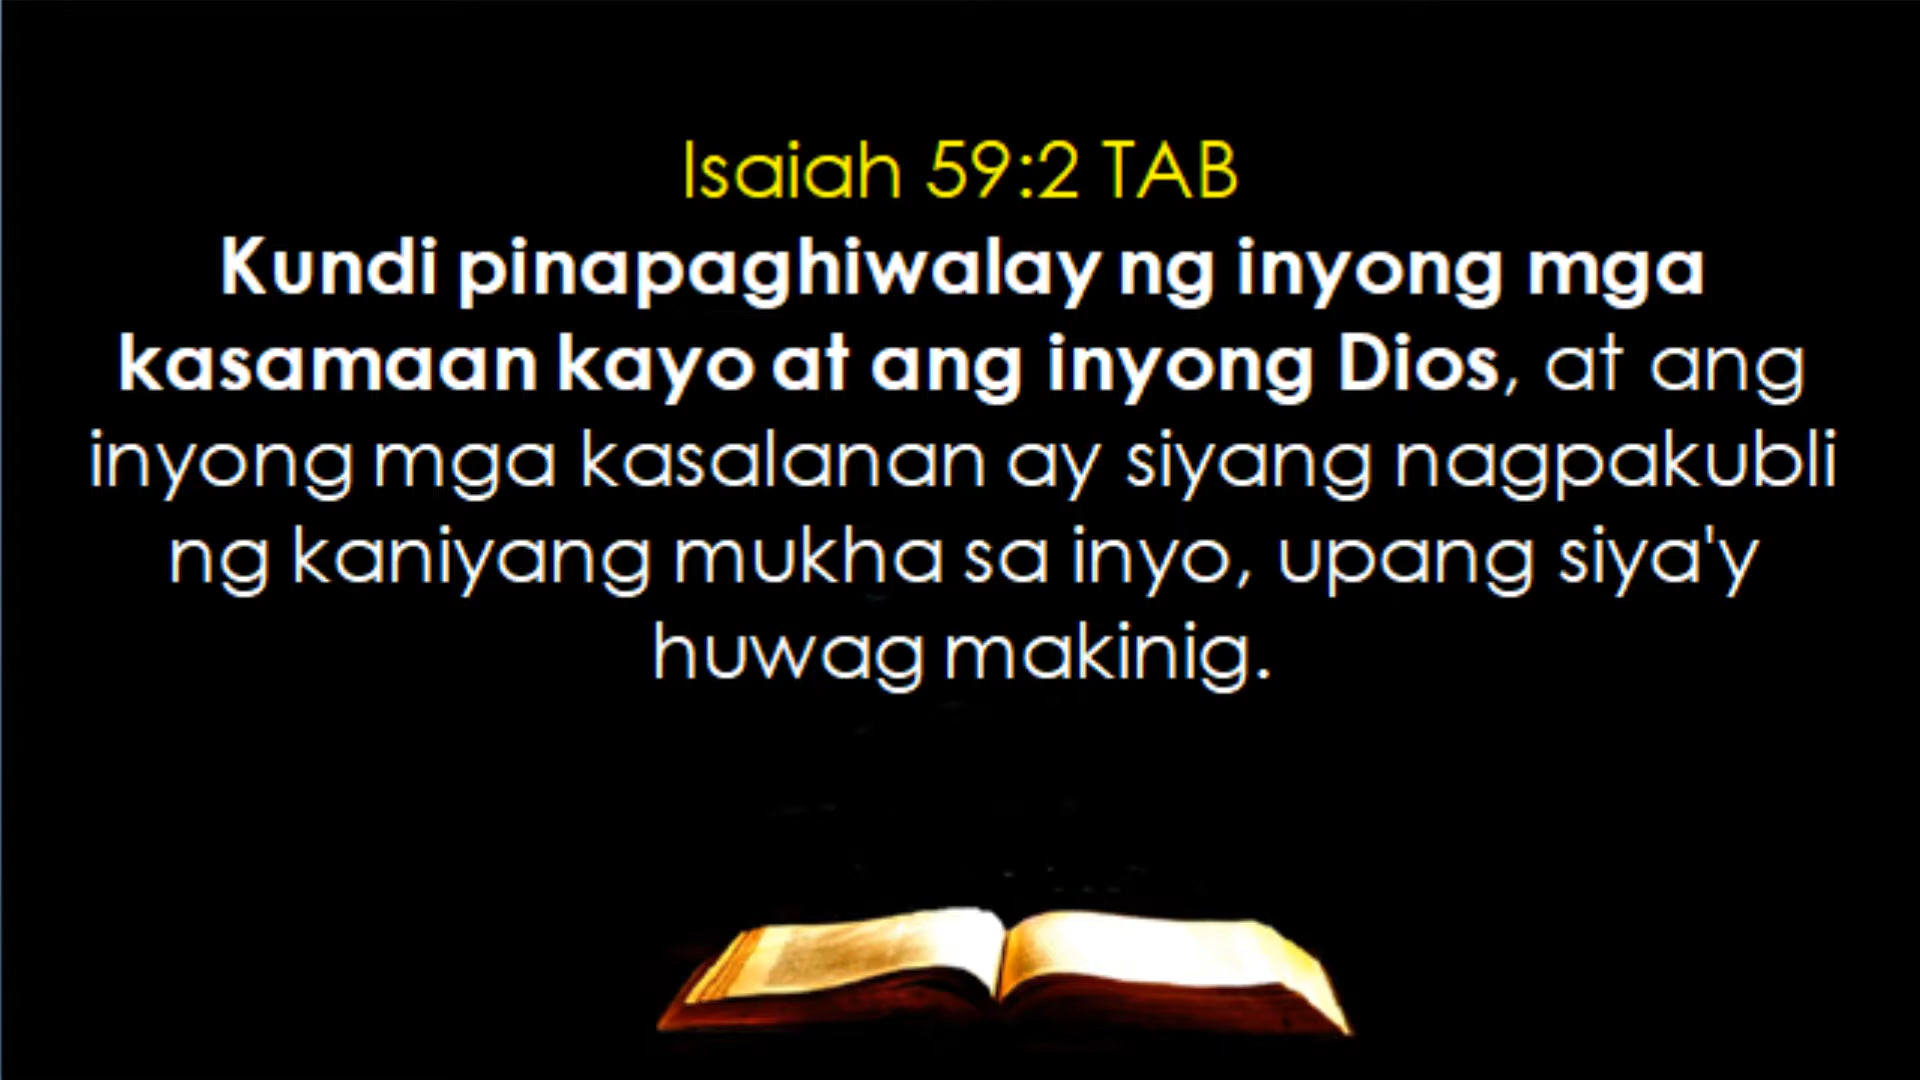 Isaiah 59:2 TAB
Kundi pinapaghiwalay ng inyong mga
kasamaan kayo at ang inyong Dios, at ang
inyong mga kasalanan ay siyang nagpakubli
ng kaniyang mukha sa inyo, upang siya'y
huwag makinig.